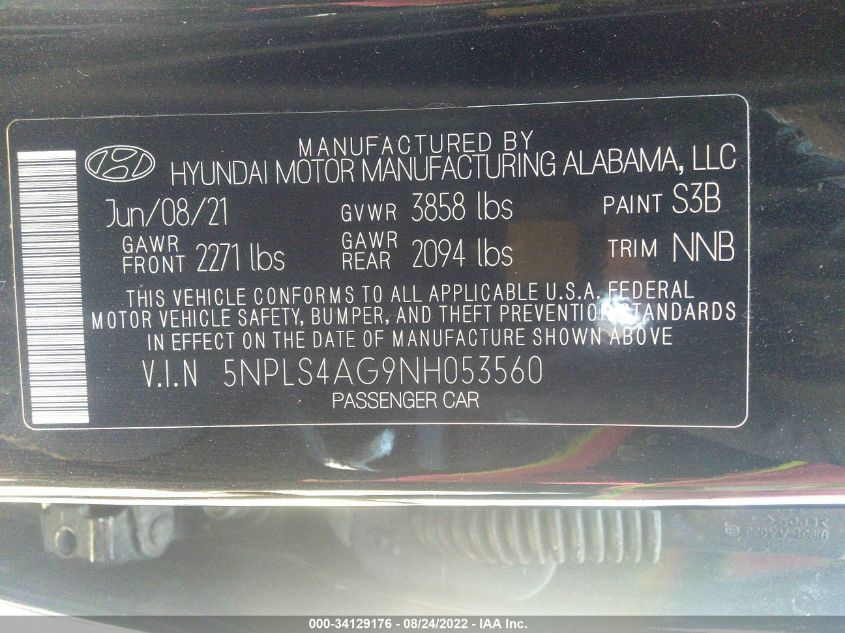 MANUFACTURED BY
HYUNDAI MOTOR MANUFACTURING ALABAMA, LLC
Jun/08/21 GVWR 3858 lbs PAINT S3B
GAWR FRONT 2271 lbs GAWR REAR 2094 lbs TRIM NNB
THIS VEHICLE CONFORMS TO ALL APPLICABLE U.S.A. FEDERAL
MOTOR VEHICLE SAFETY, BUMPER, AND THEFT PREVENTION STANDARDS
IN EFFECT ON THE DATE OF MANUFACTURE SHOWN ABOVE
V.I.N 5NPLS4AG9NH053560
PASSENGER CAR
000-34129176 - 08/24/2022 - IAA Inc.